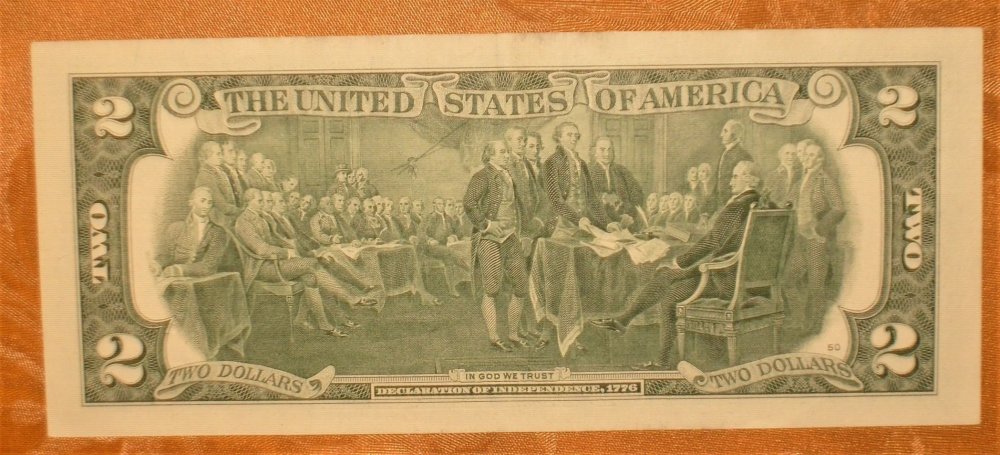 THE UNITED STATES OF AMERICA
2
2
TWO
TWO
2
2
50
TWO DOLLARS
IN GOD WE TRUST
TWO DOLLARS
DECLARATION OF INDEPENDENCE, 1776